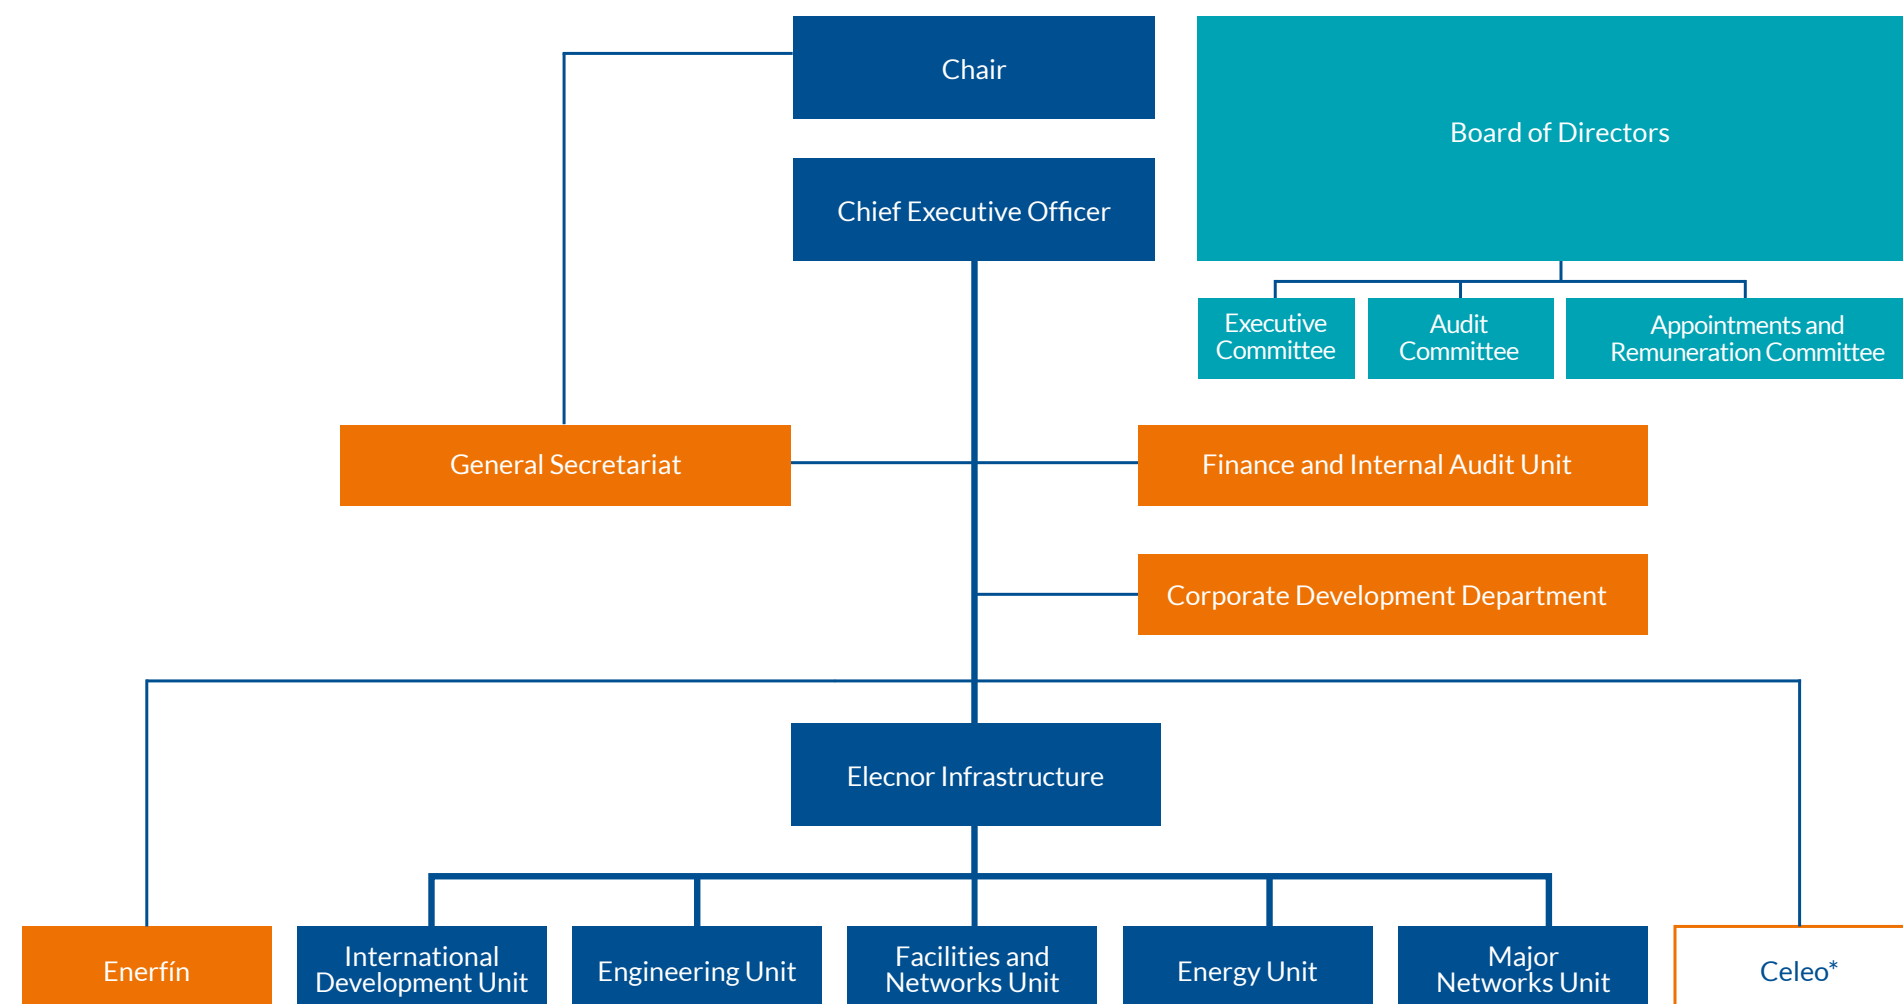 Chair
Board of Directors
Chief Executive Officer
Executive
Committee
Audit
Committee
Appointments and
Remuneration Committee
General Secretariat
Finance and Internal Audit Unit
Corporate Development Department
Elecnor Infrastructure
Enerfín
International
Development Unit
Engineering Unit
Facilities and
Networks Unit
Energy Unit
Major
Networks Unit
Celeo*